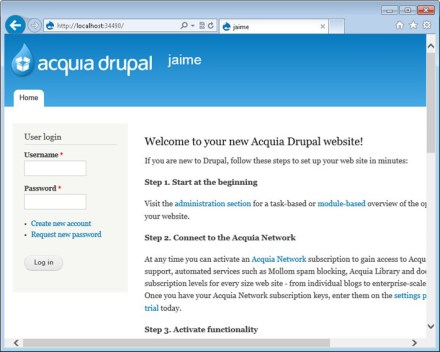 http://localhost:34490/
jaime
acquia drupal jaime
Home
User login
Username *
Password *
Create new account
Request new password
Log in
Welcome to your new Acquia Drupal website!
If you are new to Drupal, follow these steps to set up your web site in minutes:
Step 1. Start at the beginning
Visit the administration section for a task-based or module-based overview of the op
your website.
Step 2. Connect to the Acquia Network
At any time you can activate an Acquia Network subscription to gain access to Acqu
support, automated services such as Mollom spam blocking, Acquia Library and doc
subscription levels for every size web site - from individual blogs to enterprise-scale
Once you have your Acquia Network subscription keys, enter them on the settings p
trial today.
Step 3. Activate functionality